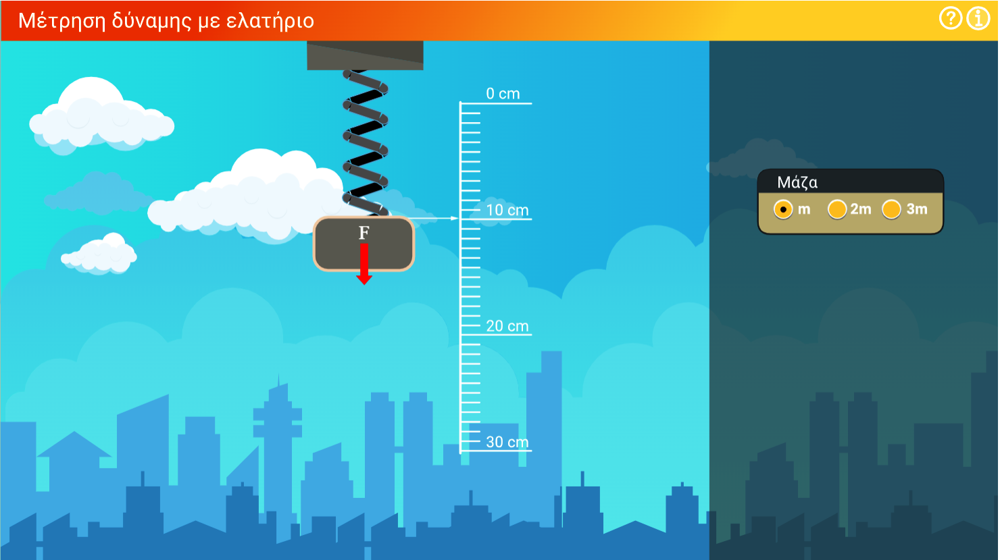 Μέτρηση δύναμης με ελατήριο
? i
0 cm
10 cm
20 cm
30 cm
F
Μάζα
m 2m 3m